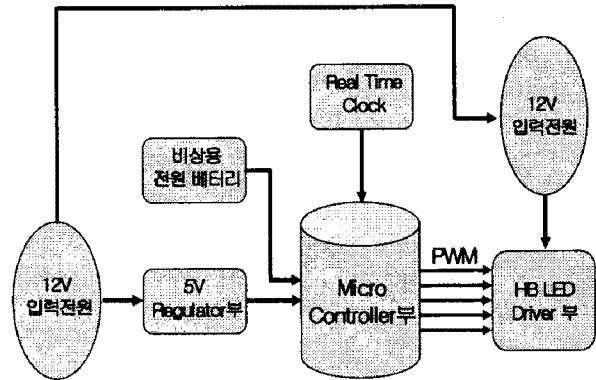 Real Time
Clock
12V
입력전원
비상용
전원 배터리
PWM
12V
입력전원
5V
Regulator부
Micro
Controller부
HB LED
Driver 부